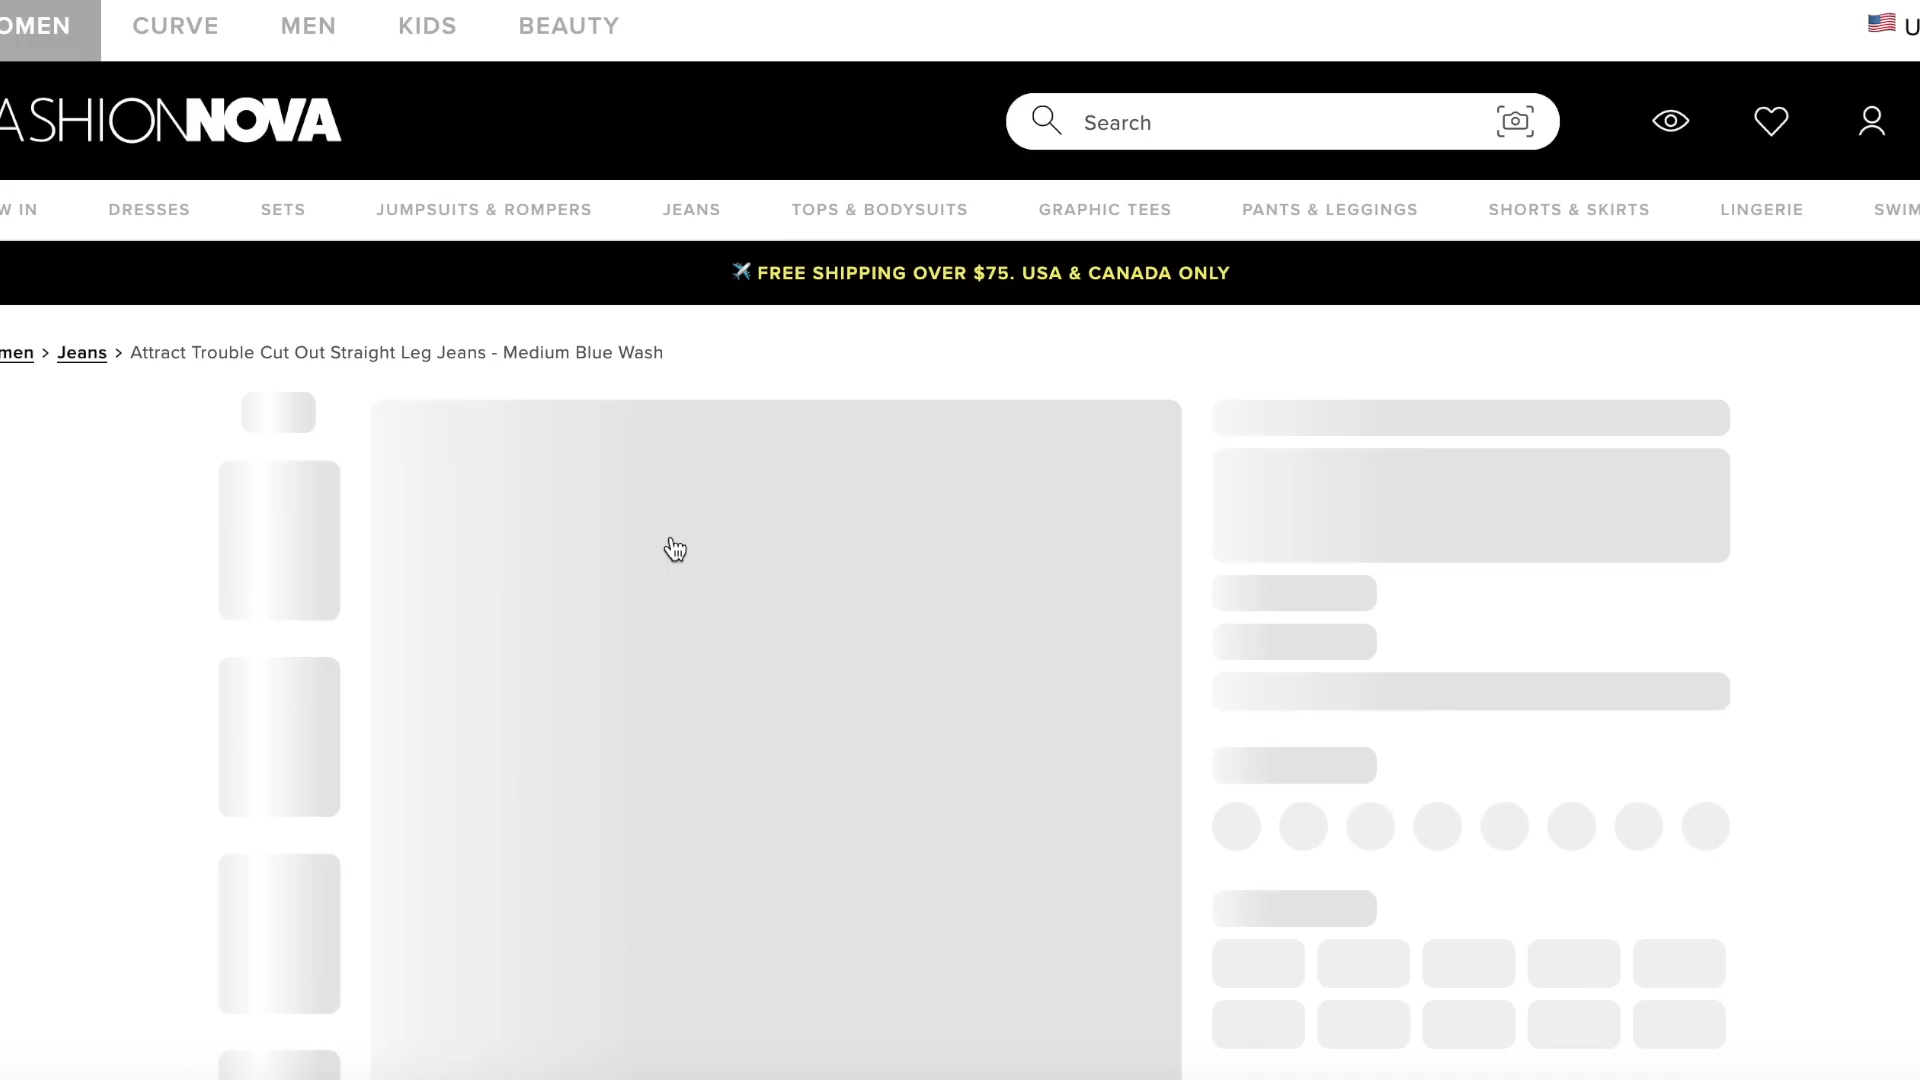 OMEN CURVE MEN KIDS BEAUTY U
ASHIONNOVA Search
W IN DRESSES SETS JUMPSUITS & ROMPERS JEANS TOPS & BODYSUITS GRAPHIC TEES PANTS & LEGGINGS SHORTS & SKIRTS LINGERIE SWIM
✈️ FREE SHIPPING OVER $75. USA & CANADA ONLY
men > Jeans > Attract Trouble Cut Out Straight Leg Jeans - Medium Blue Wash